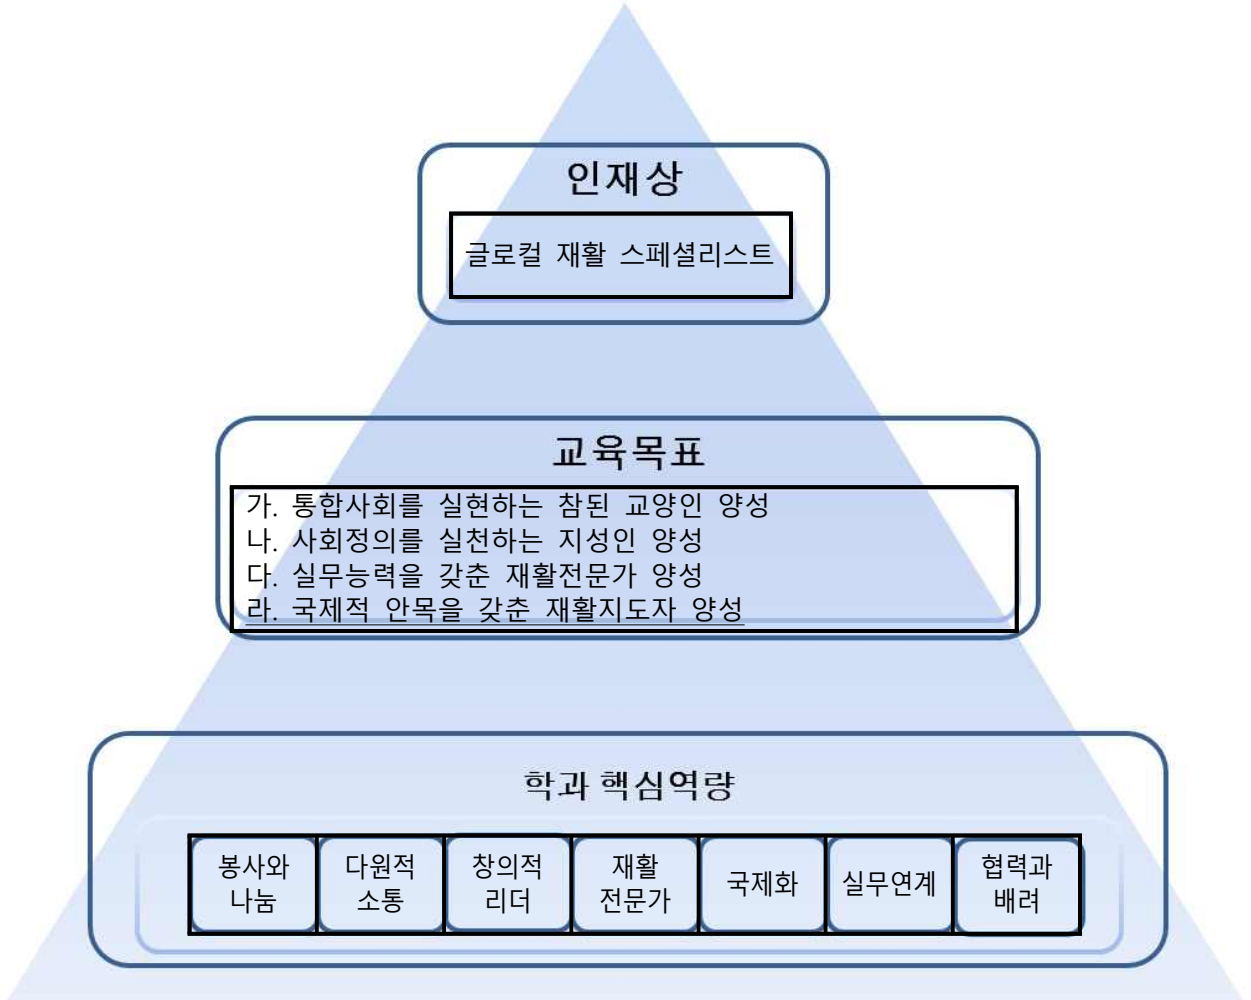 인재상
글로컬 재활 스페셜리스트
교육목표
가. 통합사회를 실현하는 참된 교양인 양성
나. 사회정의를 실천하는 지성인 양성
다. 실무능력을 갖춘 재활전문가 양성
라. 국제적 안목을 갖춘 재활지도자 양성
학과 핵심역량
봉사와
나눔
다원적
소통
창의적
리더
재활
전문가
국제화
실무연계
협력과
배려